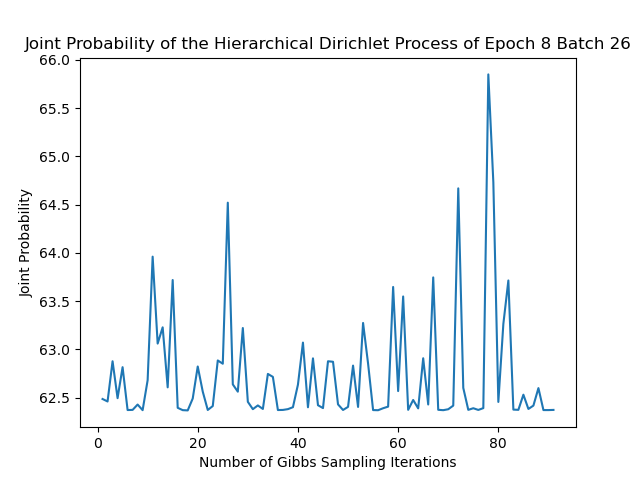 Joint Probability of the Hierarchical Dirichlet Process of Epoch 8 Batch 26
66.0
65.5
65.0
64.5
64.0
63.5
63.0
62.5
Joint Probability
0 20 40 60 80
Number of Gibbs Sampling Iterations